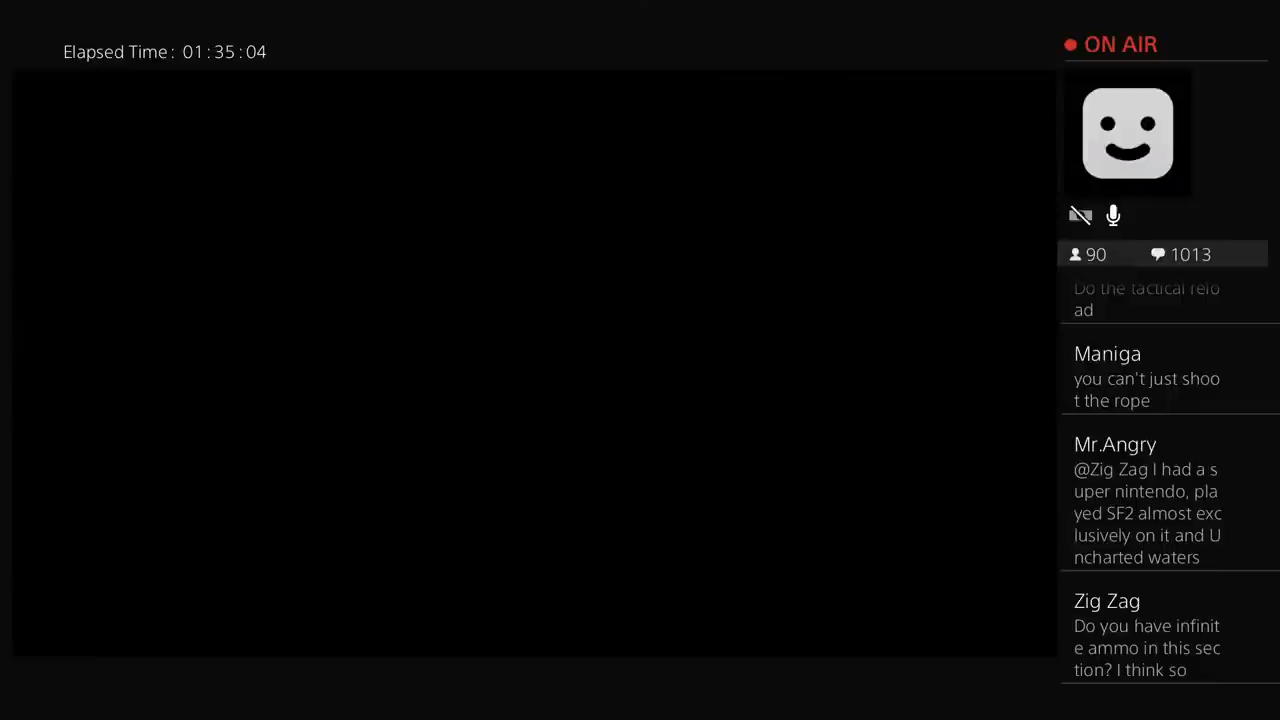 Elapsed Time: 01:35:04
ON AIR
90 1013
Do the tactical relo
ad
Maniga
you can't just shoo
t the rope
Mr.Angry
@Zig Zag I had a s
uper nintendo, pla
yed SF2 almost exc
lusively on it and U
ncharted waters
Zig Zag
Do you have infinit
e ammo in this sec
tion? I think so